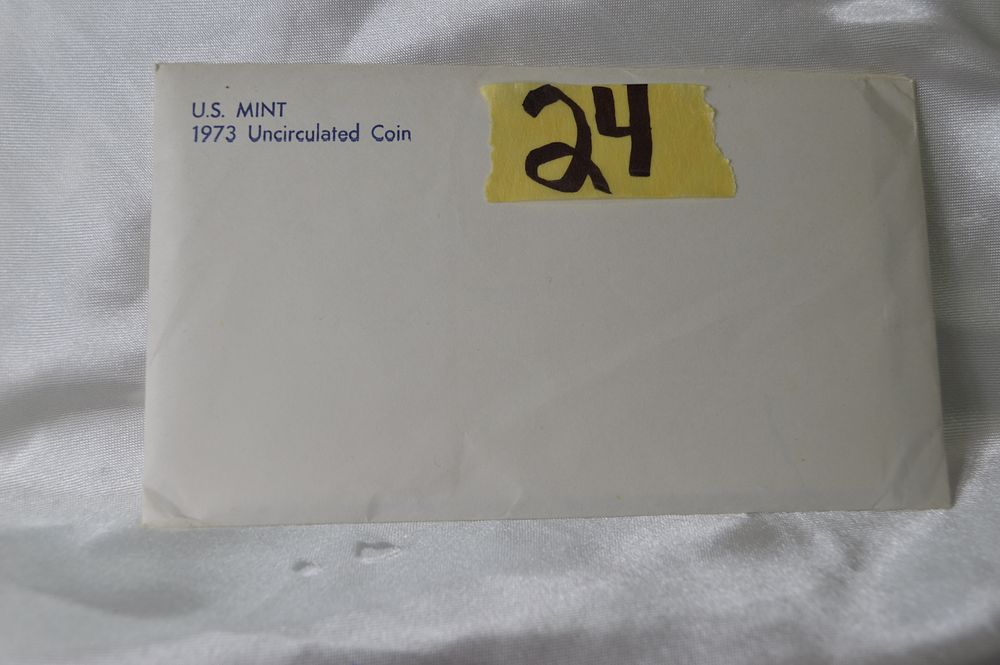 U.S. MINT
1973 Uncirculated Coin
24